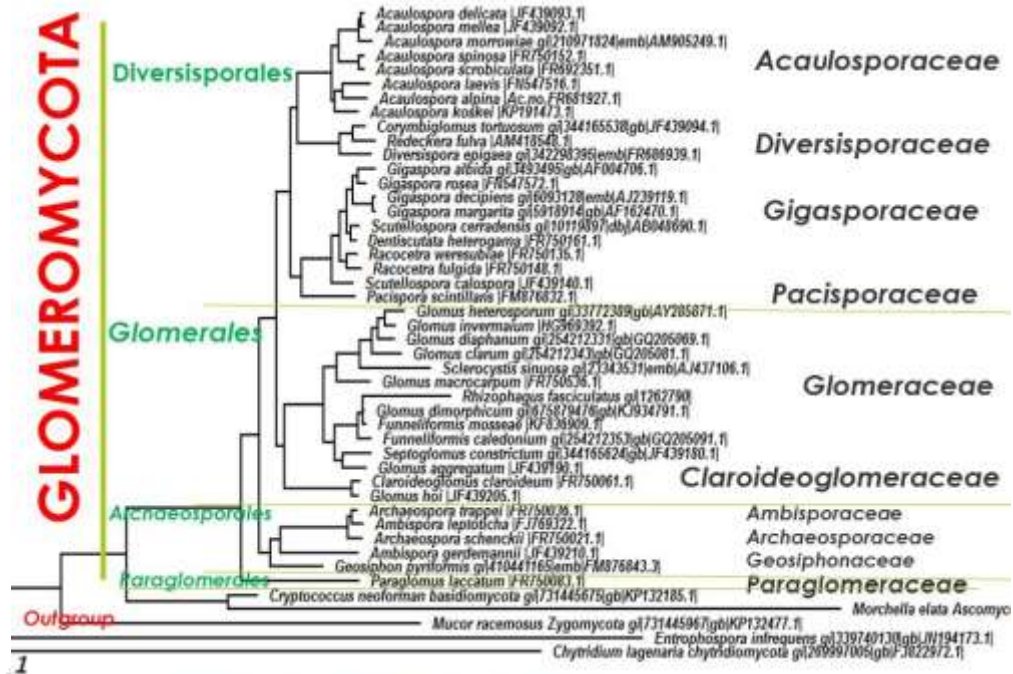 GLOMEROMYCOTA
Diversisporales
Glomerales
Archaeosporales
Paraglomerales
Outgroup
Acaulospora delicata |JF439093.1|
Acaulospora mellea |JF439092.1|
Acaulospora morrowiae gi|210971824|emb|AM905249.1|
Acaulospora spinosa |FR750152.1|
Acaulospora scrobiculata |FR692351.1|
Acaulospora laevis |FN547516.1|
Acaulospora alpina |Ac.no.FR681927.1|
Acaulospora koskei |KP191473.1|
Corymbiglomus tortuosum gi|344165538|gb|JF439094.1|
Redeckera fulva |AM418548.1|
Diversispora epigaea gi|342298395|emb|FR686939.1|
Gigaspora albida gi|3493495|gb|AF004706.1|
Gigaspora rosea |FN547572.1|
Gigaspora decipiens gi|6093128|emb|AJ239119.1|
Gigaspora margarita gi|5918914|gb|AF162470.1|
Scutellospora cerradensis gi|10119897|dbj|AB048690.1|
Dentiscutata heterogama |FR750161.1|
Racocetra weresubiae |FR750135.1|
Racocetra fulgida |FR750148.1|
Scutellospora calospora |JF439140.1|
Pacispora scintillans |FM876832.1|
Glomus heterosporum gi|33772389|gb|AY285871.1|
Glomus invermaium |HG969392.1|
Glomus diaphanum gi|254212331|gb|GQ205069.1|
Glomus clarum gi|254212343|gb|GQ205081.1|
Sclerocystis sinuosa gi|23343531|emb|AJ437106.1|
Glomus macrocarpum |FR750536.1|
Rhizophagus fasciculatus gi|1262790|
Glomus dimorphicum gi|675879476|gb|KJ934791.1|
Funneliformis mosseae |KF836909.1|
Funneliformis caledonium gi|254212353|gb|GQ205091.1|
Septoglomus constrictum gi|344165624|gb|JF439180.1|
Glomus aggregatum |JF439190.1|
Claroideoglomus claroideum |FR750061.1|
Glomus hoi |JF439205.1|
Archaeospora trappei |FR750036.1|
Ambispora leptoticha |FJ769322.1|
Archaeospora schenckii |FR750021.1|
Ambispora gerdemannii |JF439210.1|
Geosiphon pyriformis gi|410441165|emb|FM876843.3|
Paraglomus laccatum |FR750083.1|
Cryptococcus neoforman basidiomycota gi|731445675|gb|KP132185.1|
Morchella elata Ascomyc
Mucor racemosus Zygomycota gi|731445967|gb|KP132477.1|
Entrophospora infrequens gi|339740130|gb|JN194173.1|
Chytridium lagenaria chytridiomycota gi|269997005|gb|FJ822972.1|
1
Acaulosporaceae
Diversisporaceae
Gigasporaceae
Pacisporaceae
Glomeraceae
Claroideoglomeraceae
Ambisporaceae
Archaesporaceae
Geosiphonaceae
Paraglomeraceae